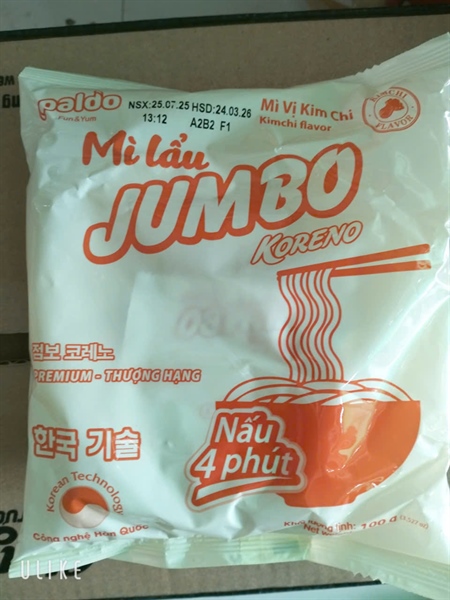 paldo
Fun & Yum
NSX:25.07.25 HSD:24.03.26
13:12 A2B2 F1
Mì Vị Kim Chi
Kimchi flavor
KIMCHI
FLAVOR
Mì lẩu
JUMBO
KORENO
점보 코레노
PREMIUM - THƯỢNG HẠNG
한국 기술
Korean Technology
Công nghệ Hàn Quốc
Nấu
4 phút
100 g
ULIKE